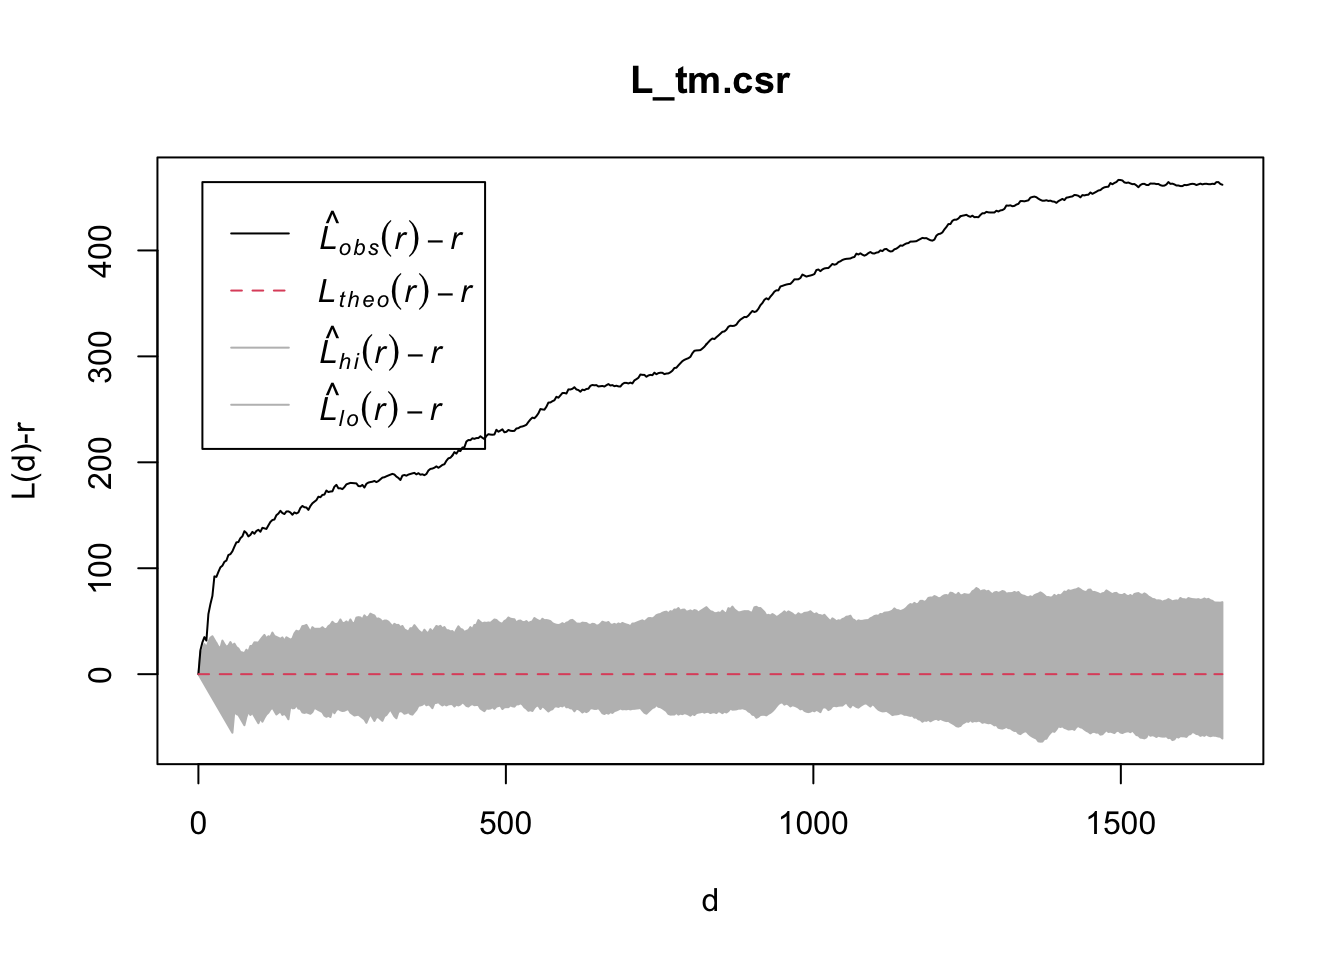 L_tm.csr
L̂obs(r) – r
Ltheo(r) – r
L̂hi(r) – r
L̂lo(r) – r
L(d)-r
400
300
200
100
0
0 500 1000 1500
d